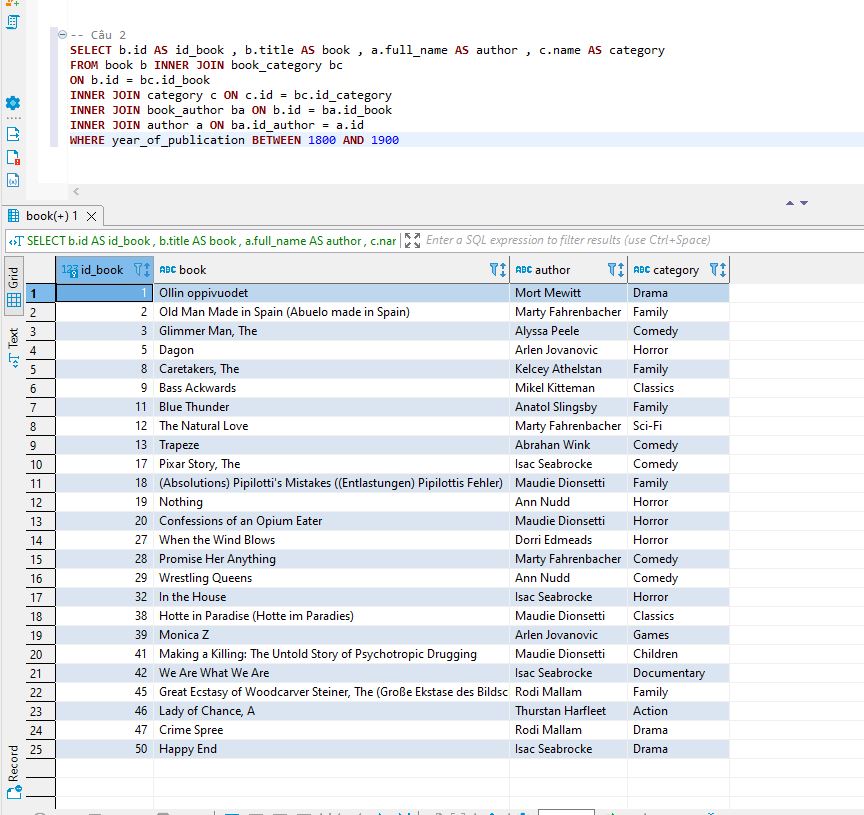 -- Câu 2
SELECT b.id AS id_book , b.title AS book , a.full_name AS author , c.name AS category
FROM book b INNER JOIN book_category bc
ON b.id = bc.id_book
INNER JOIN category c ON c.id = bc.id_category
INNER JOIN book_author ba ON b.id = ba.id_book
INNER JOIN author a ON ba.id_author = a.id
WHERE year_of_publication BETWEEN 1800 AND 1900
book(+) 1
SELECT b.id AS id_book , b.title AS book , a.full_name AS author , c.nar
Enter a SQL expression to filter results (use Ctrl+Space)
Grid
Text
Record
123 id_book ABC book ABC author ABC category
1 1 Ollin oppivuodet Mort Mewitt Drama
2 2 Old Man Made in Spain (Abuelo made in Spain) Marty Fahrenbacher Family
3 3 Glimmer Man, The Alyssa Peele Comedy
4 5 Dagon Arlen Jovanovic Horror
5 8 Caretakers, The Kelcey Athelstan Family
6 9 Bass Ackwards Mikel Kitteman Classics
7 11 Blue Thunder Anatol Slingsby Family
8 12 The Natural Love Marty Fahrenbacher Sci-Fi
9 13 Trapeze Abrahan Wink Comedy
10 17 Pixar Story, The Isac Seabrocke Comedy
11 18 (Absolutions) Pipilotti's Mistakes ((Entlastungen) Pipilottis Fehler) Maudie Dionsetti Family
12 19 Nothing Ann Nudd Horror
13 20 Confessions of an Opium Eater Maudie Dionsetti Horror
14 27 When the Wind Blows Dorri Edmeads Horror
15 28 Promise Her Anything Marty Fahrenbacher Comedy
16 29 Wrestling Queens Ann Nudd Comedy
17 32 In the House Isac Seabrocke Horror
18 38 Hotte in Paradise (Hotte im Paradies) Maudie Dionsetti Classics
19 39 Monica Z Arlen Jovanovic Games
20 41 Making a Killing: The Untold Story of Psychotropic Drugging Maudie Dionsetti Children
21 42 We Are What We Are Isac Seabrocke Documentary
22 45 Great Ecstasy of Woodcarver Steiner, The (Große Ekstase des Bildsc Rodi Mallam Family
23 46 Lady of Chance, A Thurstan Harfleet Action
24 47 Crime Spree Rodi Mallam Drama
25 50 Happy End Isac Seabrocke Drama